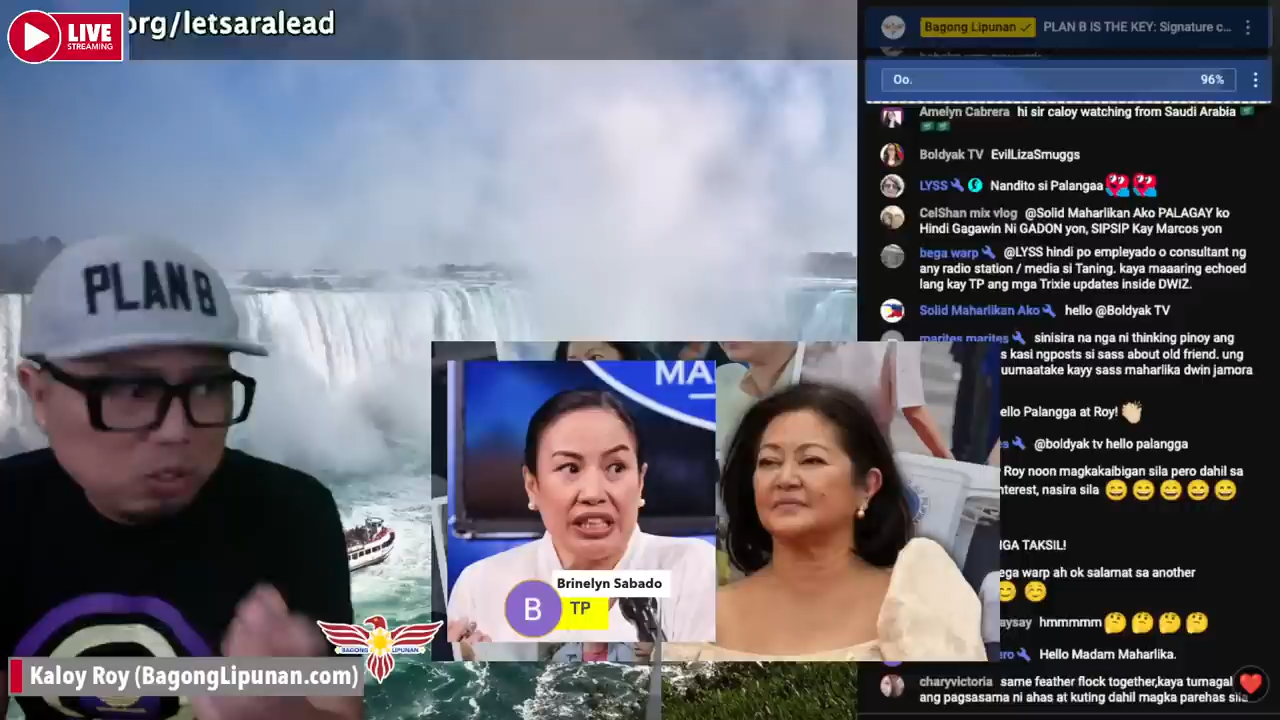 org/letsaralead
LIVE
STREAMING
Bagong Lipunan
PLAN B IS THE KEY: Signature c...
Oo.
96%
Amelyn Cabrera hi sir caloy watching from Saudi Arabia
Boldyak TV EvilLizaSmuggs
LYSS Nandito si Palangaa
CelShan mix vlog @Solid Maharlikan Ako PALAGAY ko
Hindi Gagawin Ni GADON yon, SIPSIP Kay Marcos yon
bega warp @LYSS hindi po empleyado o consultant ng
any radio station / media si Taning. kaya maaaring echoed
lang kay TP ang mga Trixie updates inside DWIZ.
Solid Maharlikan Ako hello @Boldyak TV
marites marites sinisira na nga ni thinking pinoy ang
s kasi ngposts si sass about old friend. ung
uumaatake kayy sass maharlika dwin jamora
ello Palangga at Roy!
@boldyak tv hello palangga
Roy noon magkakaibigan sila pero dahil sa
nterest, nasira sila
GA TAKSIL!
ega warp ah ok salamat sa another
aysay hmmmmm
ero Hello Madam Maharlika.
charyvictoria same feather flock together,kaya tumagal
ang pagsasama ni ahas at kuting dahil magka parehas sila
PLAN B
MA
Brinelyn Sabado
B
TP
BAGONG LIPUNAN
Kaloy Roy (BagongLipunan.com)